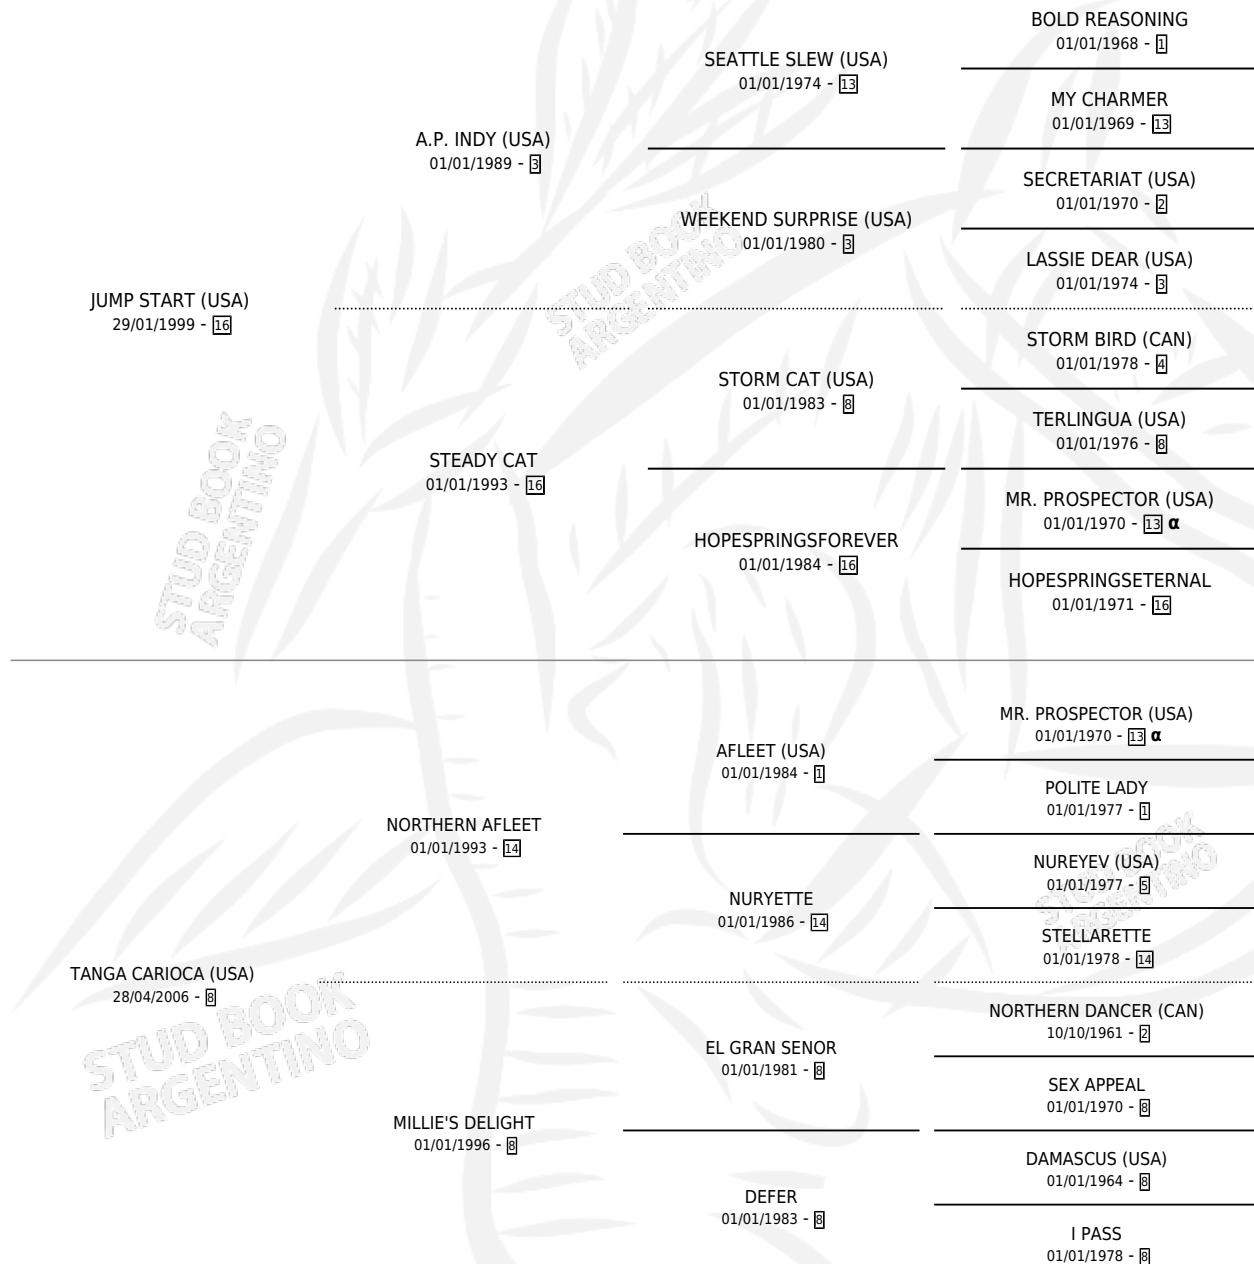 BOLD REASONING
01/01/1968 - 1
SEATTLE SLEW (USA)
01/01/1974 - 13
MY CHARMER
01/01/1969 - 13
A.P. INDY (USA)
01/01/1989 - 3
SECRETARIAT (USA)
01/01/1970 - 2
WEEKEND SURPRISE (USA)
01/01/1980 - 3
LASSIE DEAR (USA)
01/01/1974 - 3
JUMP START (USA)
29/01/1999 - 16
STORM BIRD (CAN)
01/01/1978 - 4
STORM CAT (USA)
01/01/1983 - 8
TERLINGUA (USA)
01/01/1976 - 8
STEADY CAT
01/01/1993 - 16
MR. PROSPECTOR (USA)
01/01/1970 - 13 α
HOPESPRINGSFOREVER
01/01/1984 - 16
HOPESPRINGSETERNAL
01/01/1971 - 16
MR. PROSPECTOR (USA)
01/01/1970 - 13 α
AFLEET (USA)
01/01/1984 - 1
POLITE LADY
01/01/1977 - 1
NORTHERN AFLEET
01/01/1993 - 14
NUREYEV (USA)
01/01/1977 - 5
NURYETTE
01/01/1986 - 14
STELLARETTE
01/01/1978 - 14
TANGA CARIOCA (USA)
28/04/2006 - 8
NORTHERN DANCER (CAN)
10/10/1961 - 2
EL GRAN SENOR
01/01/1981 - 8
SEX APPEAL
01/01/1970 - 8
MILLIE'S DELIGHT
01/01/1996 - 8
DAMASCUS (USA)
01/01/1964 - 8
DEFER
01/01/1983 - 8
I PASS
01/01/1978 - 8
STUD BOOK
ARGENTINO
STUD BOOK
ARGENTINO
STUD BOOK
ARGENTINO
STUD BOOK
ARGENTINO